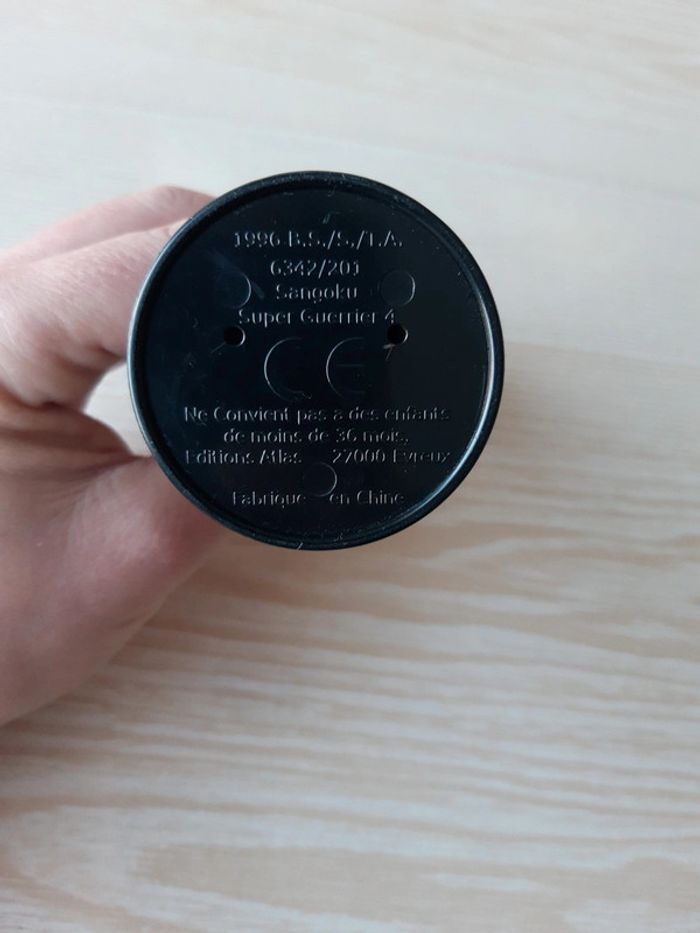 1996 B.S./S./T.A.
6342/201
Sangoku
Super Guerrier 4
CE
Ne Convient pas a des enfants
de moins de 36 mois.
Editions Atlas 27000 Evreux
Fabrique en Chine